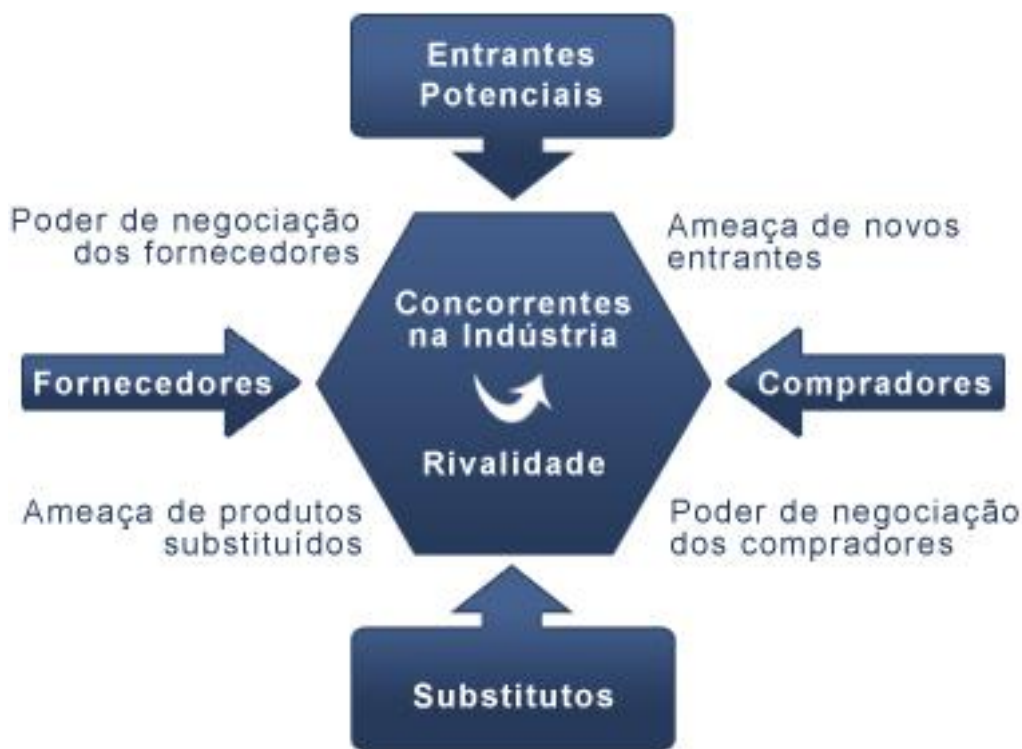 Entrantes
Potenciais
Poder de negociação
dos fornecedores
Ameaça de novos
entrantes
Concorrentes
na Indústria
Fornecedores
Compradores
Rivalidade
Ameaça de produtos
substituídos
Poder de negociação
dos compradores
Substitutos